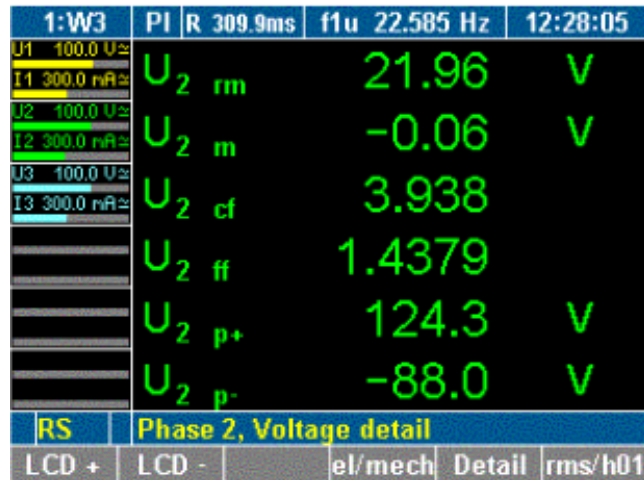 1:W3 PI R 309.9ms f1u 22.585 Hz 12:28:05
U1 100.0 U≃
I1 300.0 mA≃
U2 rm 21.96 V
U2 100.0 U≃
I2 300.0 mA≃
U2 m -0.06 V
U3 100.0 U≃
I3 300.0 mA≃
U2 cf 3.938
U2 ff 1.4379
U2 p+ 124.3 V
U2 p- -88.0 V
RS Phase 2, Voltage detail
LCD + LCD - el/mech Detail rms/h01